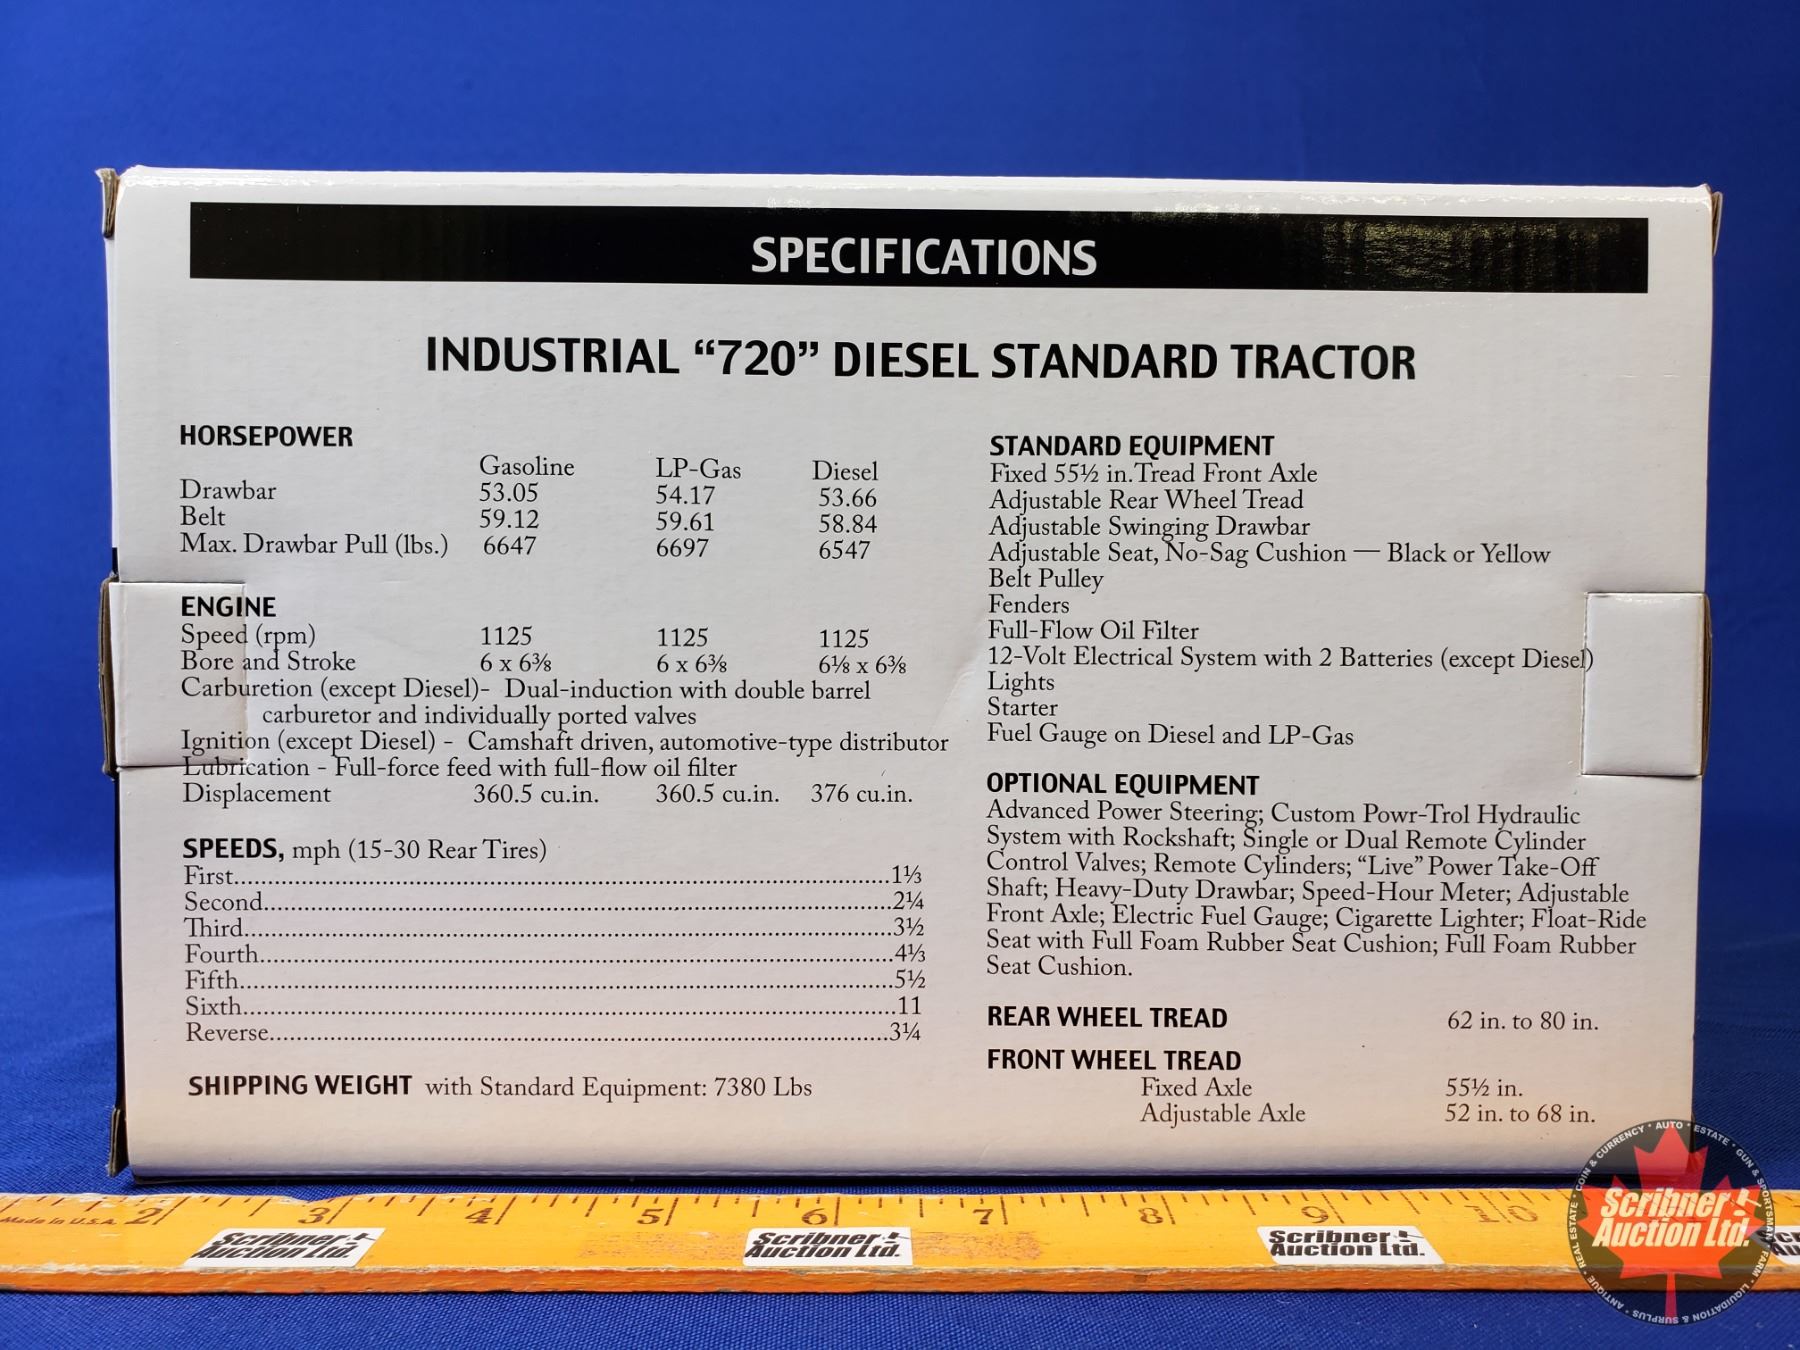 SPECIFICATIONS
INDUSTRIAL “720” DIESEL STANDARD TRACTOR
HORSEPOWER
Gasoline LP-Gas Diesel
Drawbar 53.05 54.17 53.66
Belt 59.12 59.61 58.84
Max. Drawbar Pull (lbs.) 6647 6697 6547
ENGINE
Speed (rpm) 1125 1125 1125
Bore and Stroke 6 x 6⅜ 6 x 6⅜ 6⅛ x 6⅜
Carburetion (except Diesel)- Dual-induction with double barrel
carburetor and individually ported valves
Ignition (except Diesel) - Camshaft driven, automotive-type distributor
Lubrication - Full-force feed with full-flow oil filter
Displacement 360.5 cu.in. 360.5 cu.in. 376 cu.in.
SPEEDS, mph (15-30 Rear Tires)
First...1⅓
Second...2¼
Third...3½
Fourth...4⅓
Fifth...5½
Sixth...11
Reverse...3¼
SHIPPING WEIGHT with Standard Equipment: 7380 Lbs
STANDARD EQUIPMENT
Fixed 55½ in. Tread Front Axle
Adjustable Rear Wheel Tread
Adjustable Swinging Drawbar
Adjustable Seat, No-Sag Cushion — Black or Yellow
Belt Pulley
Fenders
Full-Flow Oil Filter
12-Volt Electrical System with 2 Batteries (except Diesel)
Lights
Starter
Fuel Gauge on Diesel and LP-Gas
OPTIONAL EQUIPMENT
Advanced Power Steering; Custom Powr-Trol Hydraulic
System with Rockshaft; Single or Dual Remote Cylinder
Control Valves; Remote Cylinders; “Live” Power Take-Off
Shaft; Heavy-Duty Drawbar; Speed-Hour Meter; Adjustable
Front Axle; Electric Fuel Gauge; Cigarette Lighter; Float-Ride
Seat with Full Foam Rubber Seat Cushion; Full Foam Rubber
Seat Cushion.
REAR WHEEL TREAD 62 in. to 80 in.
FRONT WHEEL TREAD
Fixed Axle 55½ in.
Adjustable Axle 52 in. to 68 in.
Made in U.S.A. 2 3 4 5 6 7 8 9 10
Scribner Auction Ltd.
Scribner Auction Ltd.
Scribner Auction Ltd.
COIN & CURRENCY • AUTO • ESTATE • GUN & SPORTSMAN • FARM • LIQUIDATION & SURPLUS • ANTIQUE • REAL ESTATE •
Scribner
Auction Ltd.